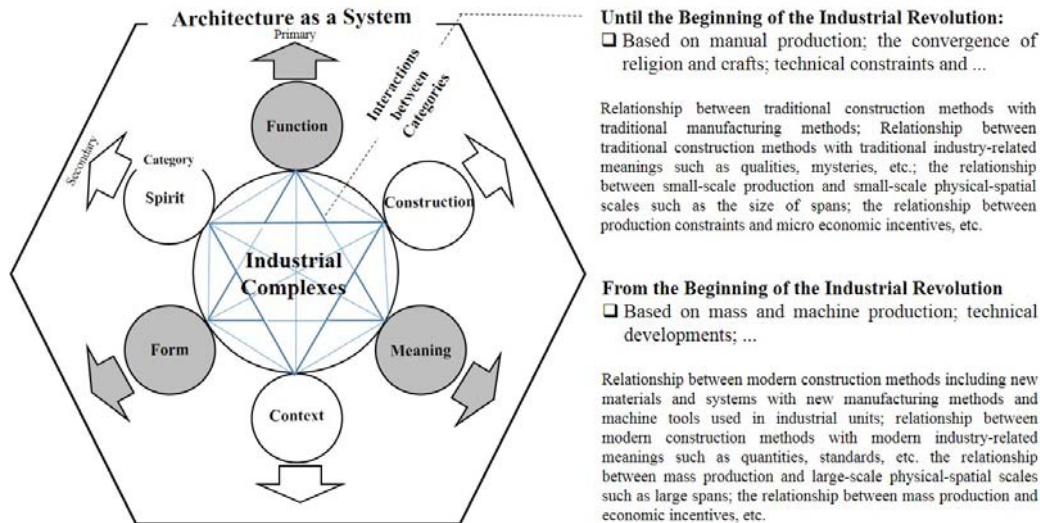 Architecture as a System
Primary
Function
Interactions
between
Categories
Secondary
Category
Spirit
Construction
Industrial
Complexes
Form
Meaning
Context
Until the Beginning of the Industrial Revolution:
❑ Based on manual production; the convergence of
religion and crafts; technical constraints and ...
Relationship between traditional construction methods with
traditional manufacturing methods; Relationship between
traditional construction methods with traditional industry-related
meanings such as qualities, mysteries, etc.; the relationship
between small-scale production and small-scale physical-spatial
scales such as the size of spans; the relationship between
production constraints and micro economic incentives, etc.
From the Beginning of the Industrial Revolution
❑ Based on mass and machine production; technical
developments; ...
Relationship between modern construction methods including new
materials and systems with new manufacturing methods and
machine tools used in industrial units; relationship between
modern construction methods with modern industry-related
meanings such as quantities, standards, etc. the relationship
between mass production and large-scale physical-spatial scales
such as large spans; the relationship between mass production and
economic incentives, etc.